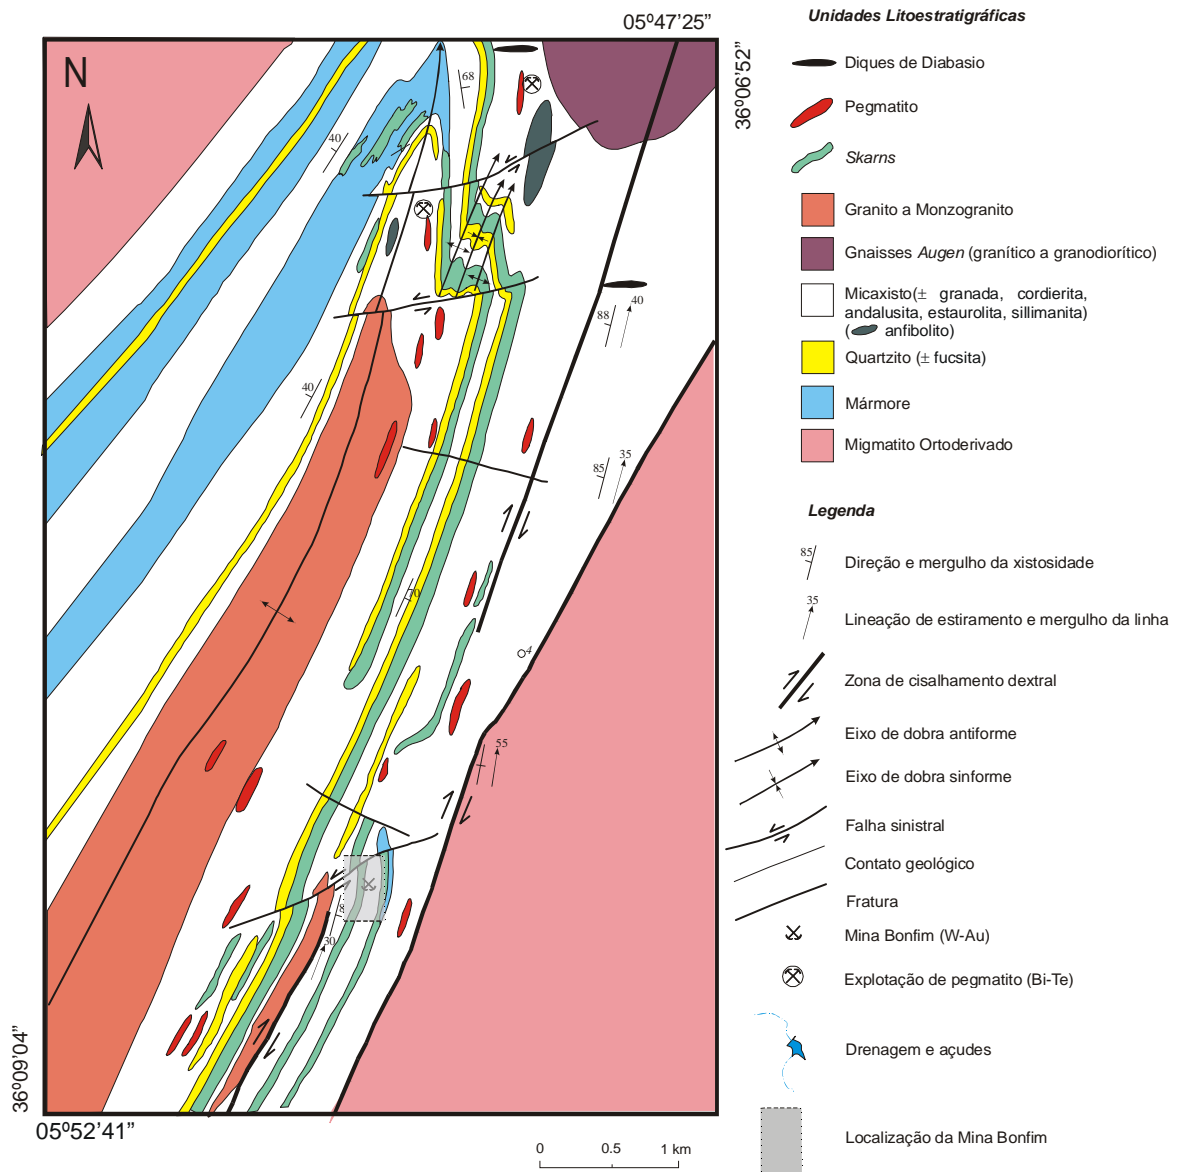 05º47'25"
36º06'52"
N
68
40
40
88
40
85
35
70
4
55
8
30
36º09'04"
05º52'41"
0 0.5 1 km
Unidades Litoestratigráficas
Diques de Diabasio
Pegmatito
Skarns
Granito a Monzogranito
Gnaisses Augen (granítico a granodiorítico)
Micaxisto(± granada, cordierita,
andalusita, estaurolita, sillimanita)
( anfibolito)
Quartzito (± fucsita)
Mármore
Migmatito Ortoderivado
Legenda
85
Direção e mergulho da xistosidade
35
Lineação de estiramento e mergulho da linha
Zona de cisalhamento dextral
Eixo de dobra antiforme
Eixo de dobra sinforme
Falha sinistral
Contato geológico
Fratura
Mina Bonfim (W-Au)
Explotação de pegmatito (Bi-Te)
Drenagem e açudes
Localização da Mina Bonfim